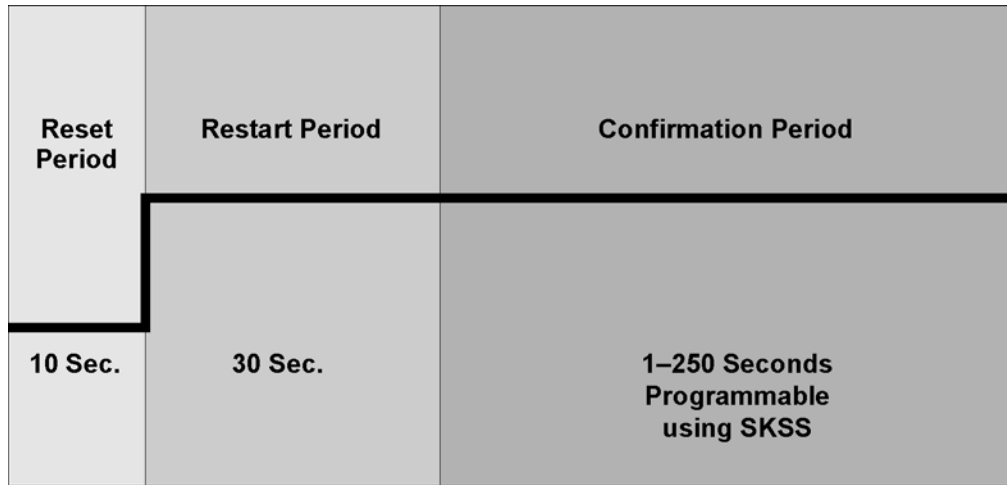 Reset
Period
Restart Period
Confirmation Period
10 Sec.
30 Sec.
1–250 Seconds
Programmable
using SKSS